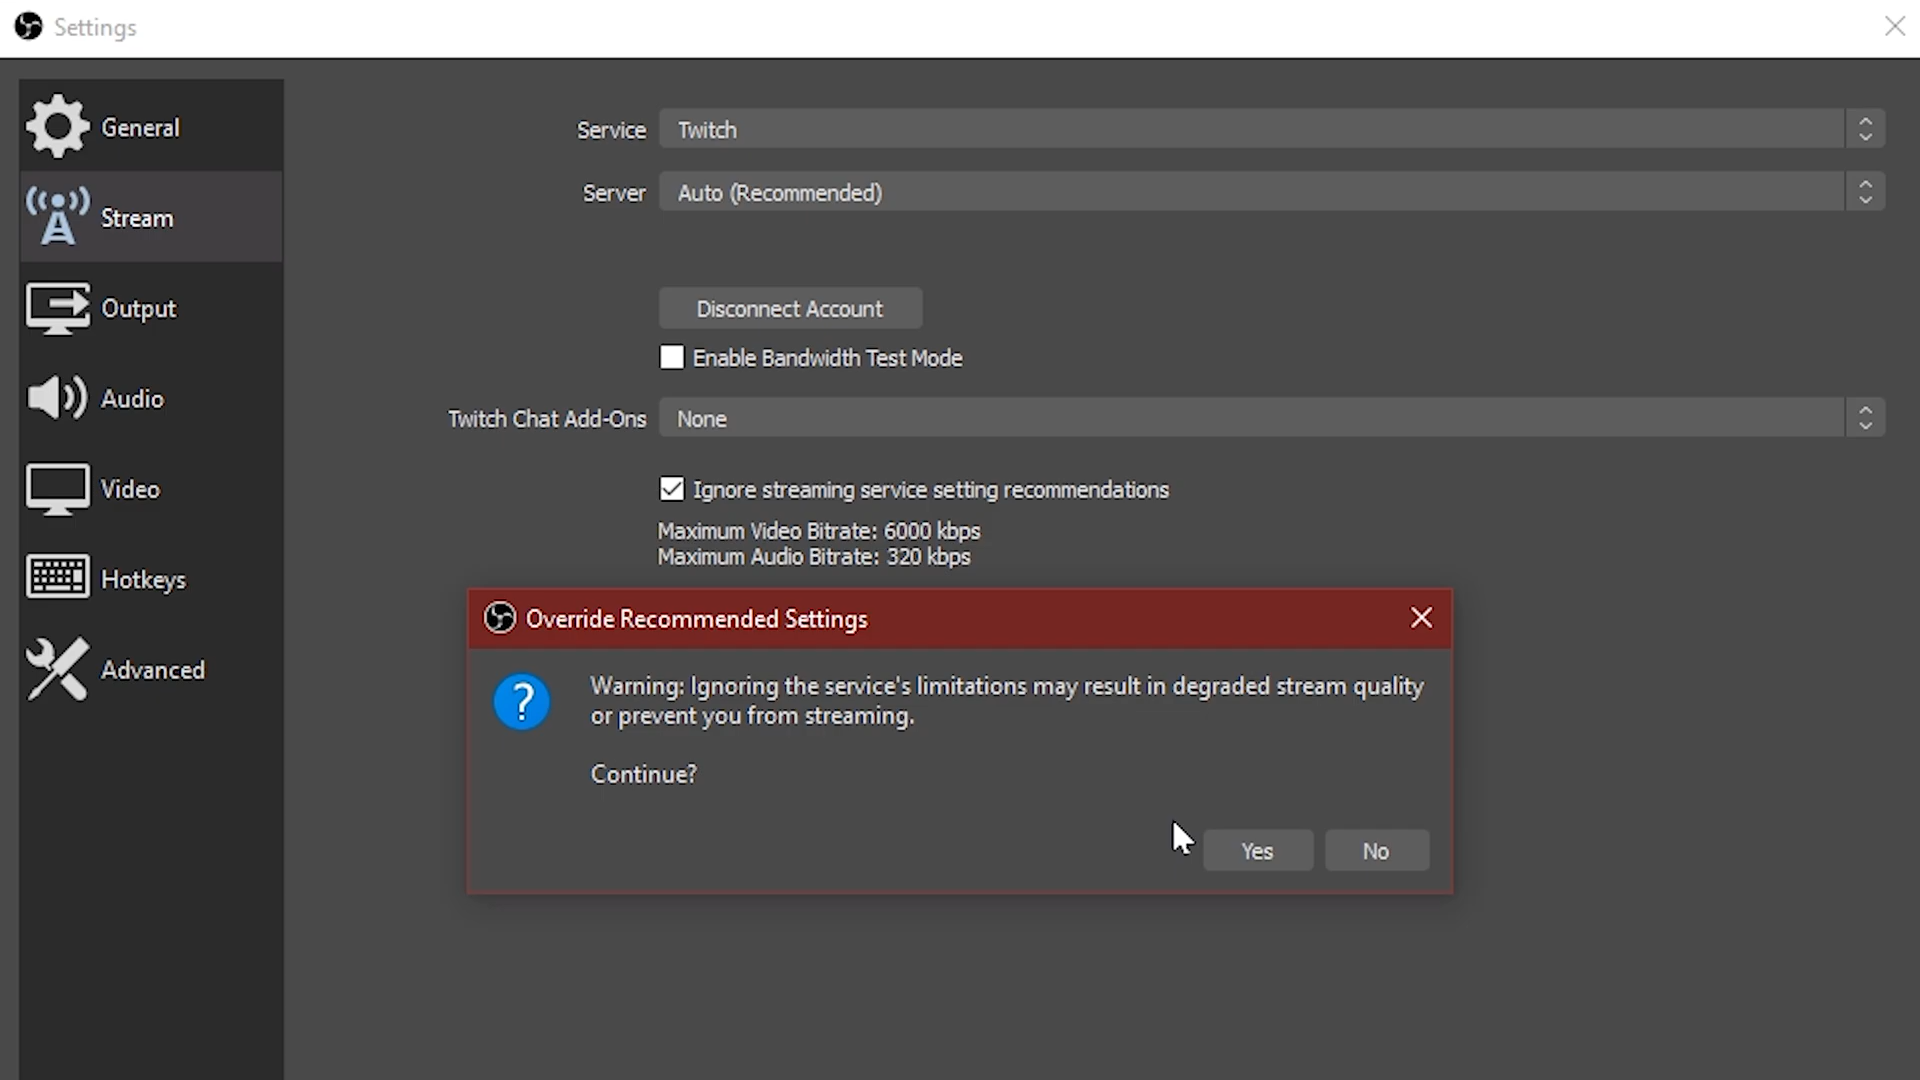 Settings
General
Stream
Output
Audio
Video
Hotkeys
Advanced
Service Twitch
Server Auto (Recommended)
Disconnect Account
Enable Bandwidth Test Mode
Twitch Chat Add-Ons None
Ignore streaming service setting recommendations
Maximum Video Bitrate: 6000 kbps
Maximum Audio Bitrate: 320 kbps
Override Recommended Settings
Warning: Ignoring the service's limitations may result in degraded stream quality
or prevent you from streaming.
Continue?
Yes No